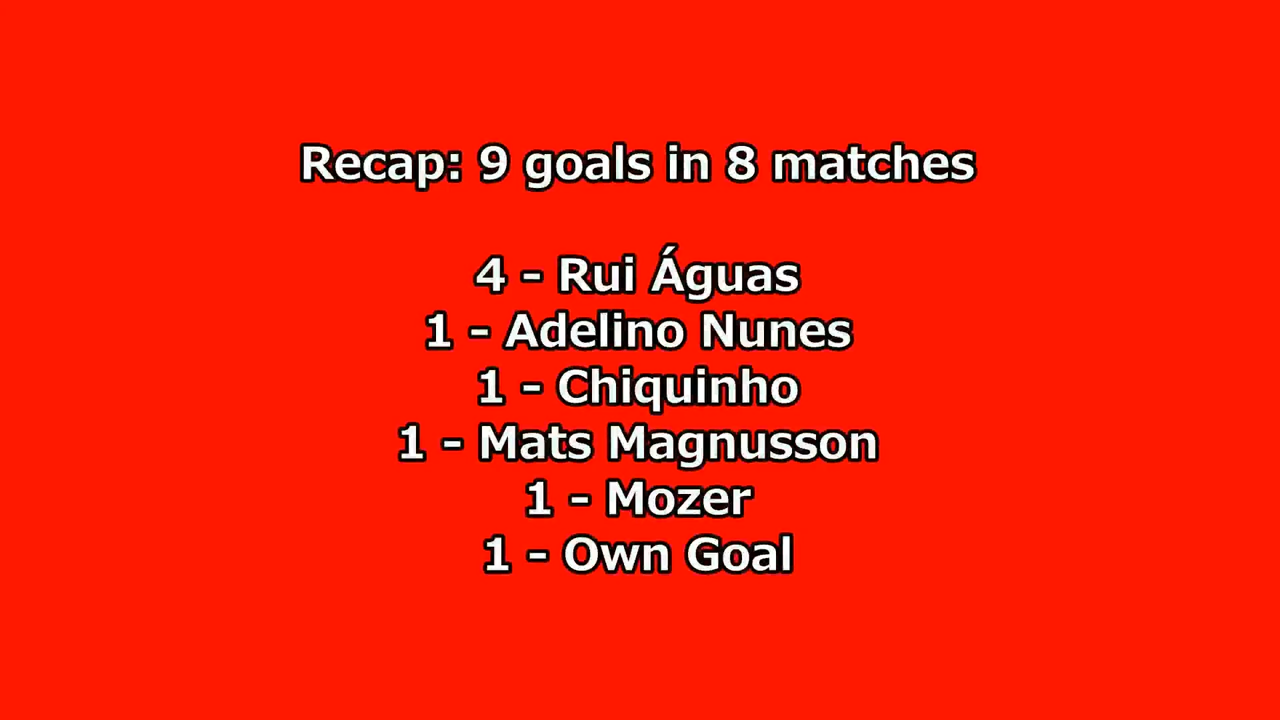 Recap: 9 goals in 8 matches
4 - Rui Águas
1 - Adelino Nunes
1 - Chiquinho
1 - Mats Magnusson
1 - Mozer
1 - Own Goal